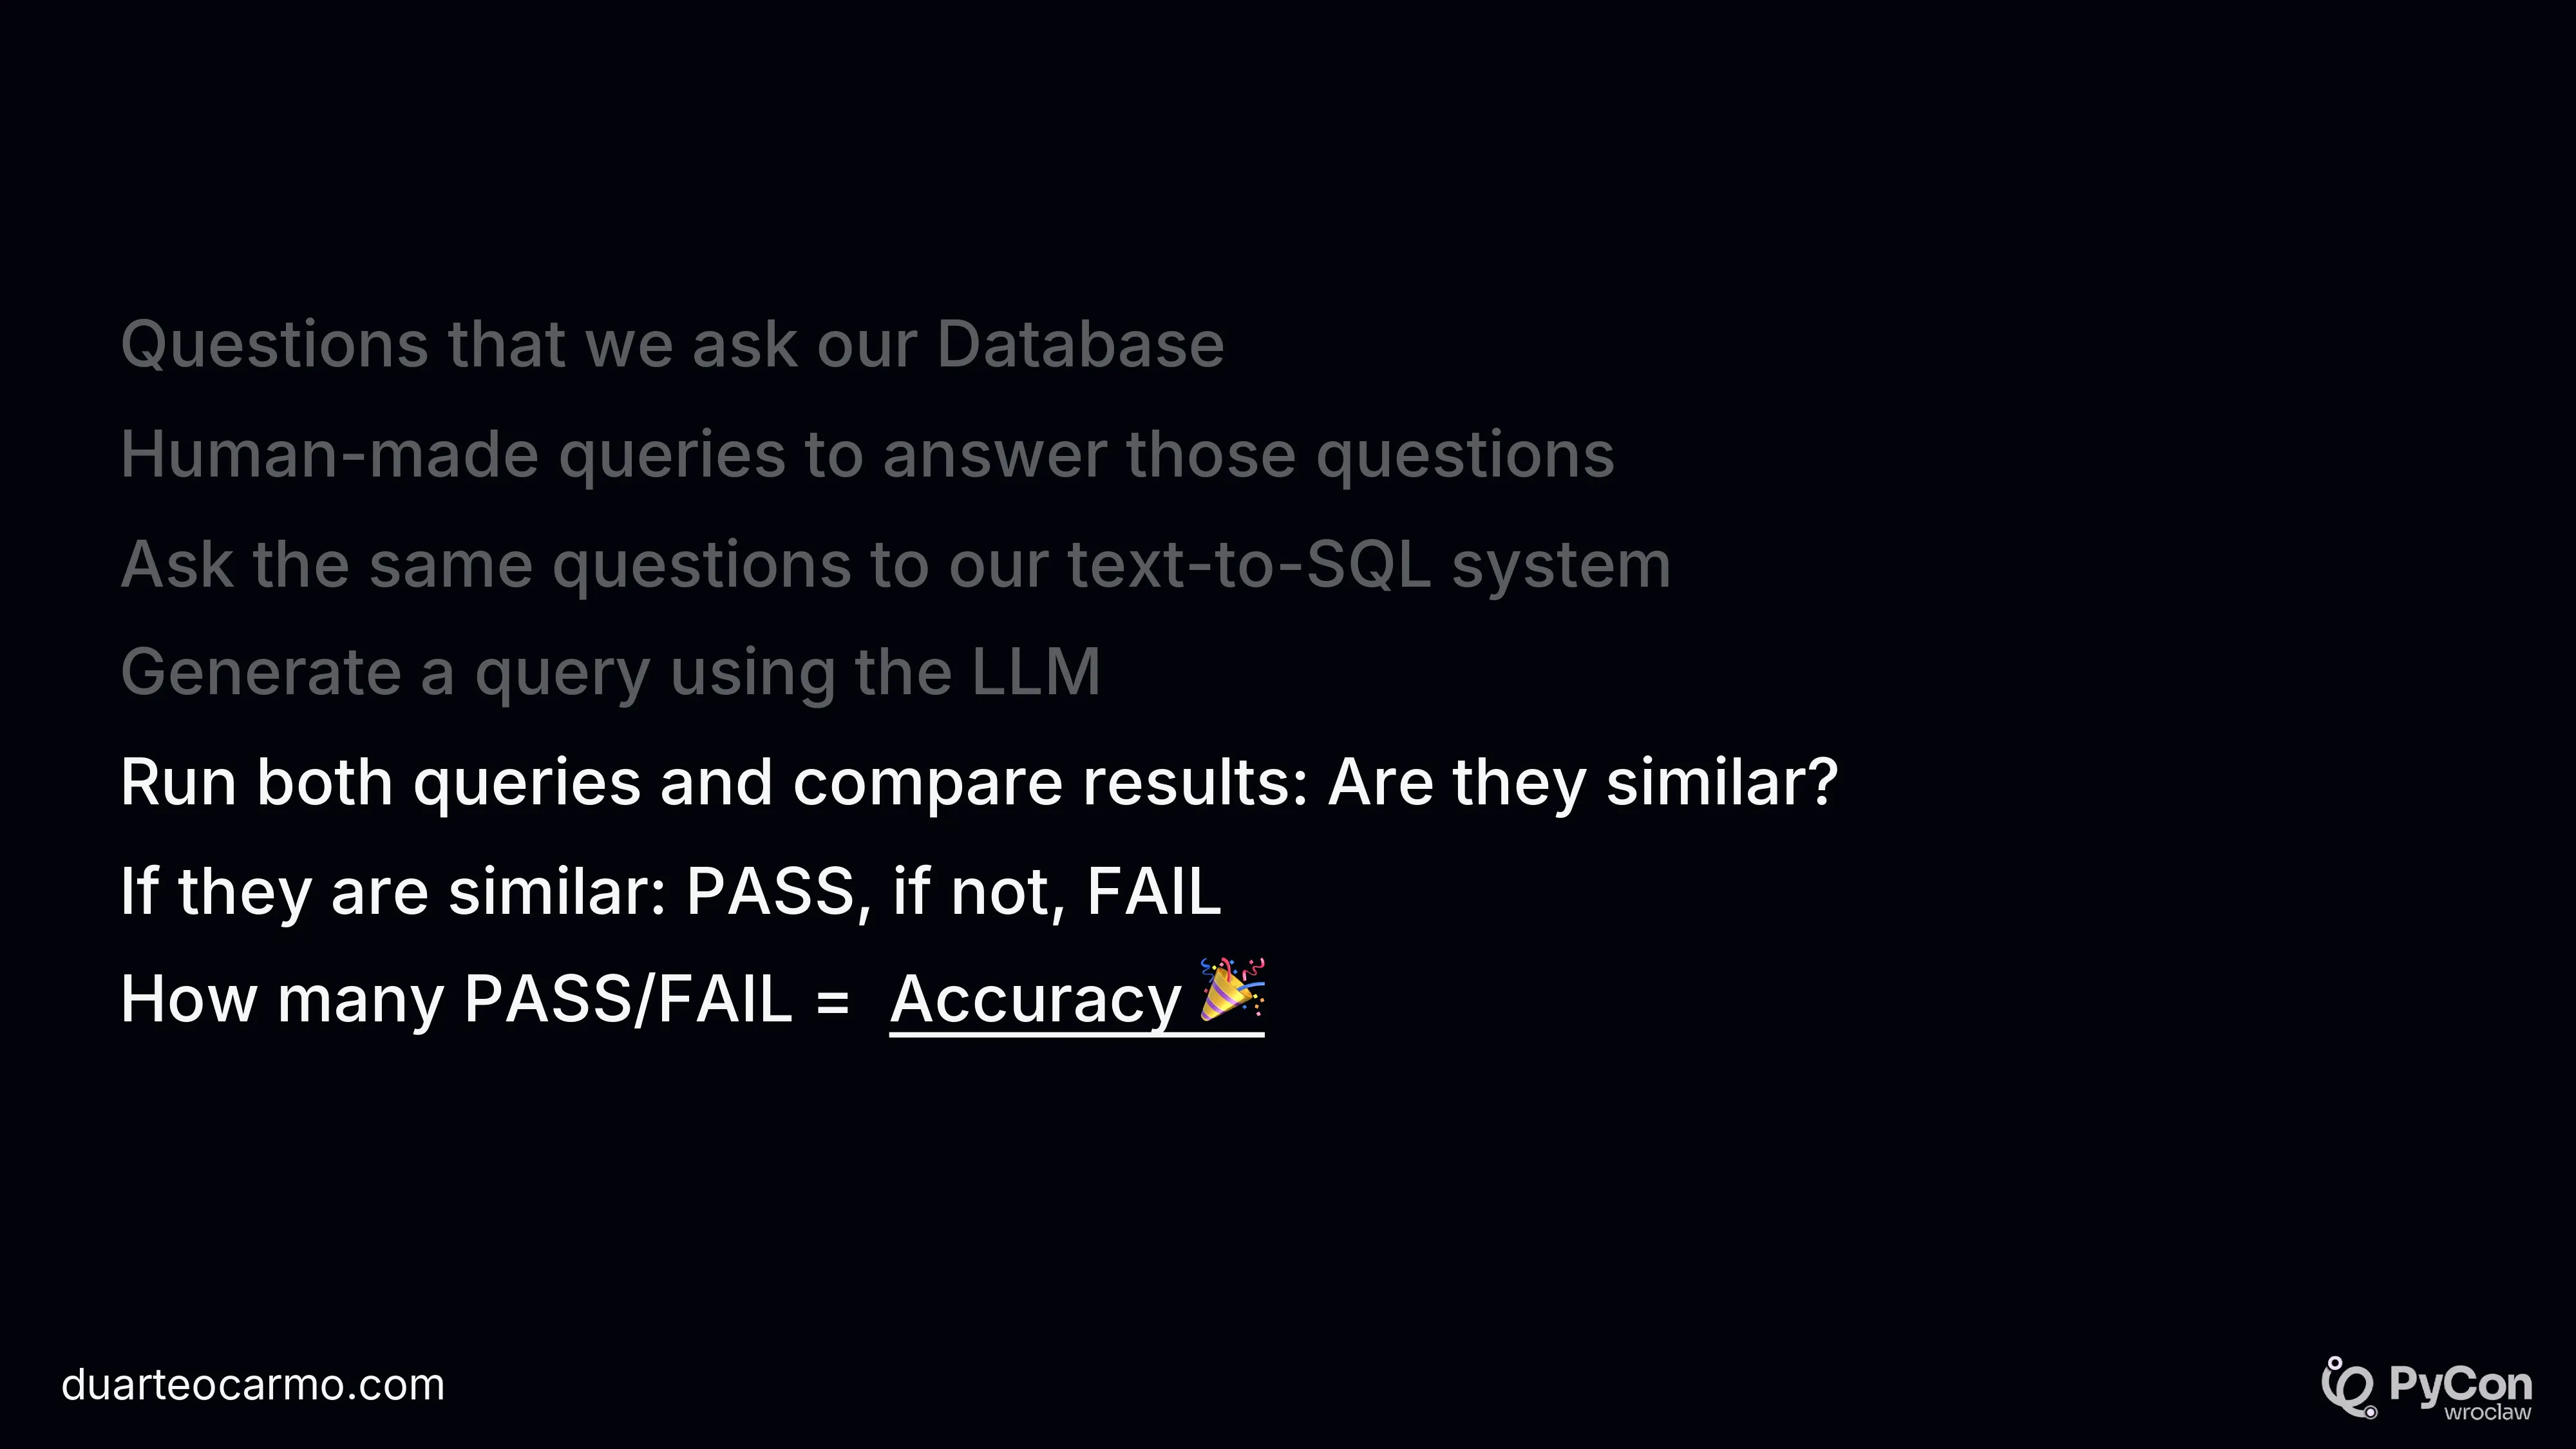 Questions that we ask our Database
Human-made queries to answer those questions
Ask the same questions to our text-to-SQL system
Generate a query using the LLM
Run both queries and compare results: Are they similar?
If they are similar: PASS, if not, FAIL
How many PASS/FAIL = Accuracy 🎉
duarteocarmo.com
PyCon
wroclaw